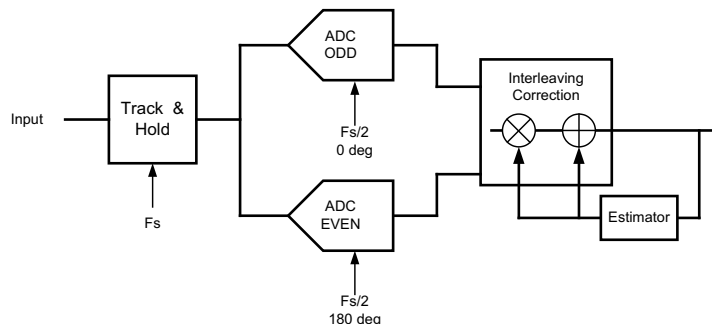 Input
Track & Hold
Fs
ADC
ODD
Fs/2
0 deg
ADC
EVEN
Fs/2
180 deg
Interleaving
Correction
Estimator